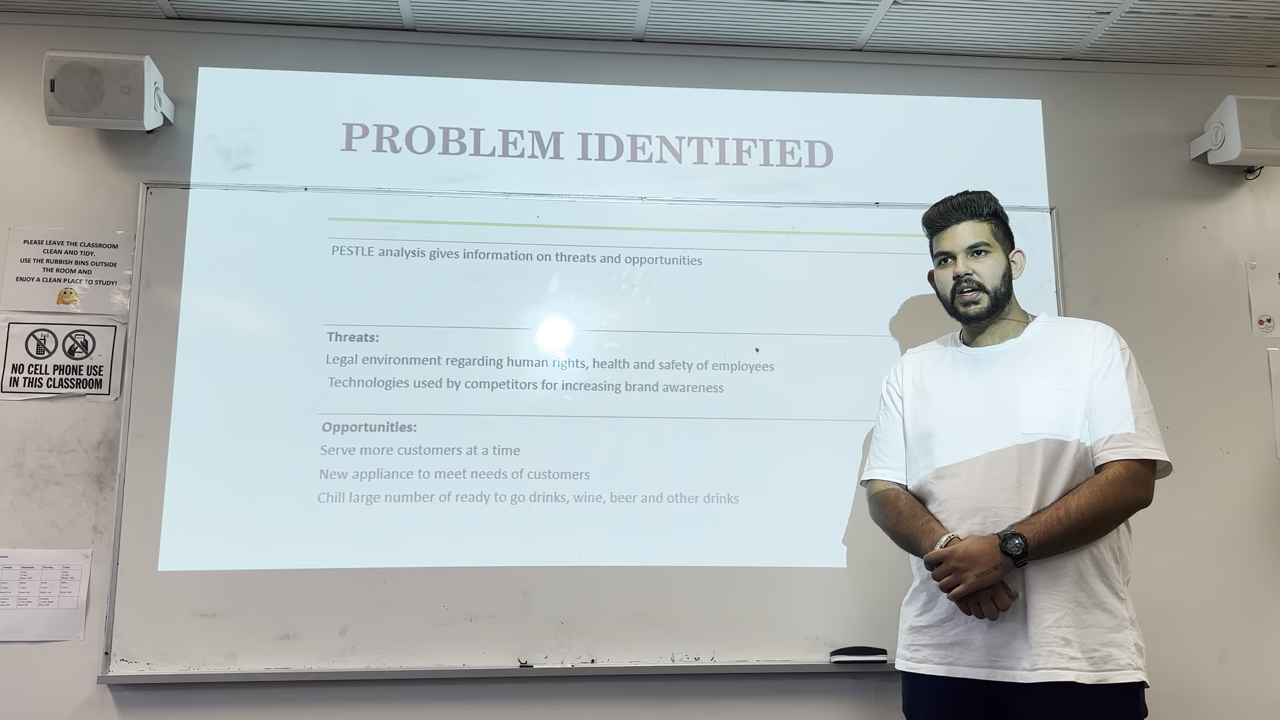 PROBLEM IDENTIFIED
PESTLE analysis gives information on threats and opportunities
Threats:
Legal environment regarding human rights, health and safety of employees
Technologies used by competitors for increasing brand awareness
Opportunities:
Serve more customers at a time
New appliance to meet needs of customers
Chill large number of ready to go drinks, wine, beer and other drinks
PLEASE LEAVE THE CLASSROOM
CLEAN AND TIDY.
USE THE RUBBISH BINS OUTSIDE
THE ROOM AND
ENJOY A CLEAN PLACE TO STUDY!
NO CELL PHONE USE
IN THIS CLASSROOM